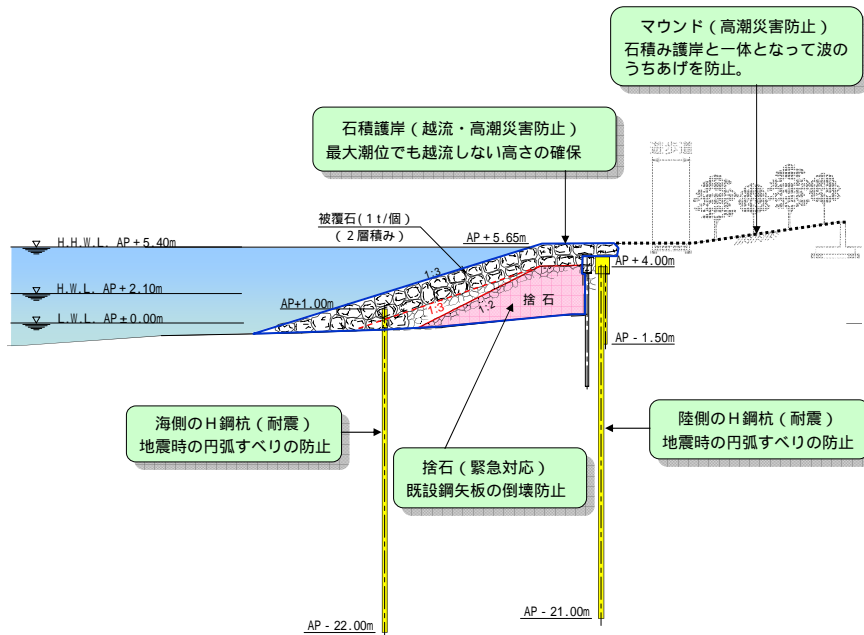 マウンド（高潮災害防止）
石積み護岸と一体となって波の
うちあげを防止。
石積護岸（越流・高潮災害防止）
最大潮位でも越流しない高さの確保
被覆石(１ｔ/個)
(２層積み)
AP＋5.65m
H.H.W.L. AP＋5.40m
AP＋4.00m
1:3
H.W.L. AP＋2.10m
AP+1.00m
1:3
1:2
捨 石
L.W.L. AP±0.00m
AP－1.50m
海側のＨ鋼杭（耐震）
地震時の円弧すべりの防止
陸側のＨ鋼杭（耐震）
地震時の円弧すべりの防止
捨石（緊急対応）
既設鋼矢板の倒壊防止
AP－22.00m
AP－21.00m